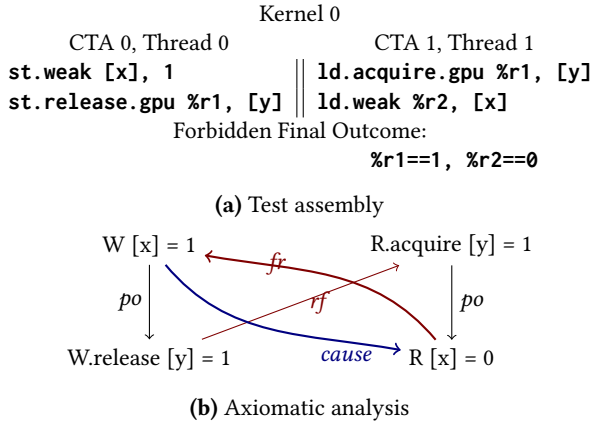 Kernel 0
CTA 0, Thread 0 CTA 1, Thread 1
st.weak [x], 1 ld.acquire.gpu %r1, [y]
st.release.gpu %r1, [y] ld.weak %r2, [x]
Forbidden Final Outcome:
%r1==1, %r2==0
(a) Test assembly
W [x] = 1 R.acquire [y] = 1
fr
po rf po
cause
W.release [y] = 1 R [x] = 0
(b) Axiomatic analysis